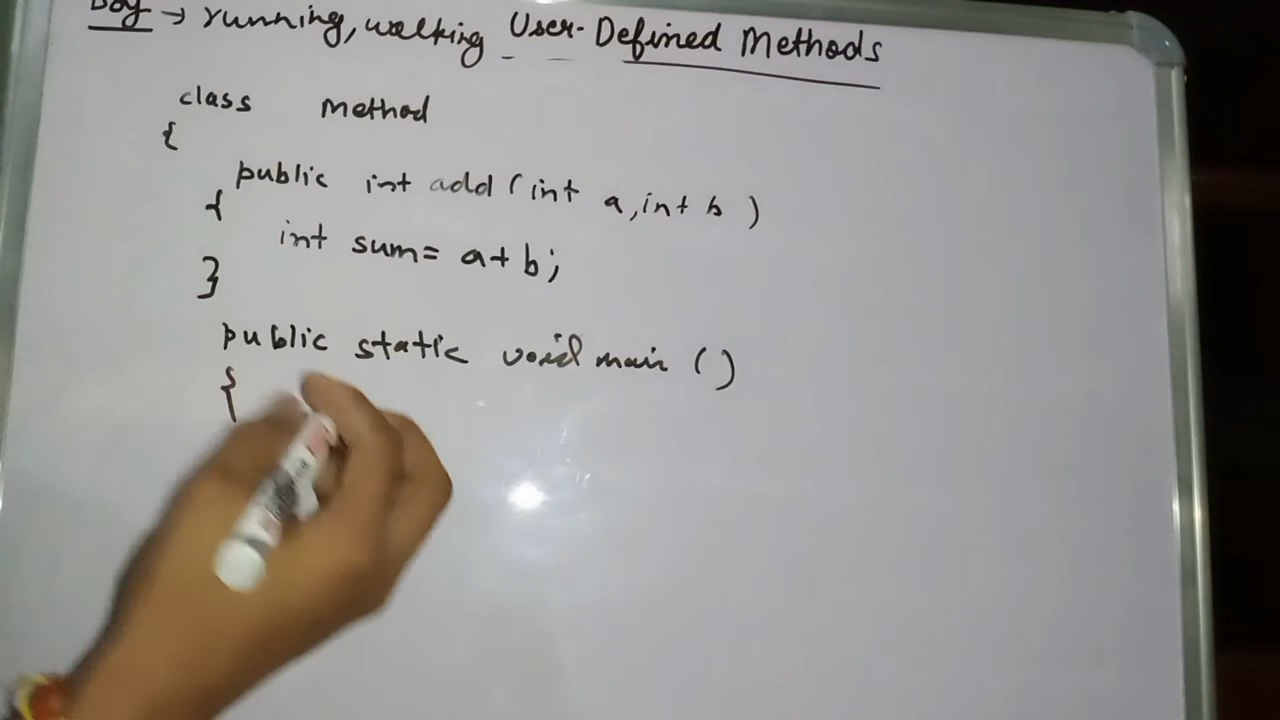 Boy → running, walking User-Defined Methods
class Method
{
public int add (int a, int b )
{
int sum= a+b;
}
public static void main ()
{